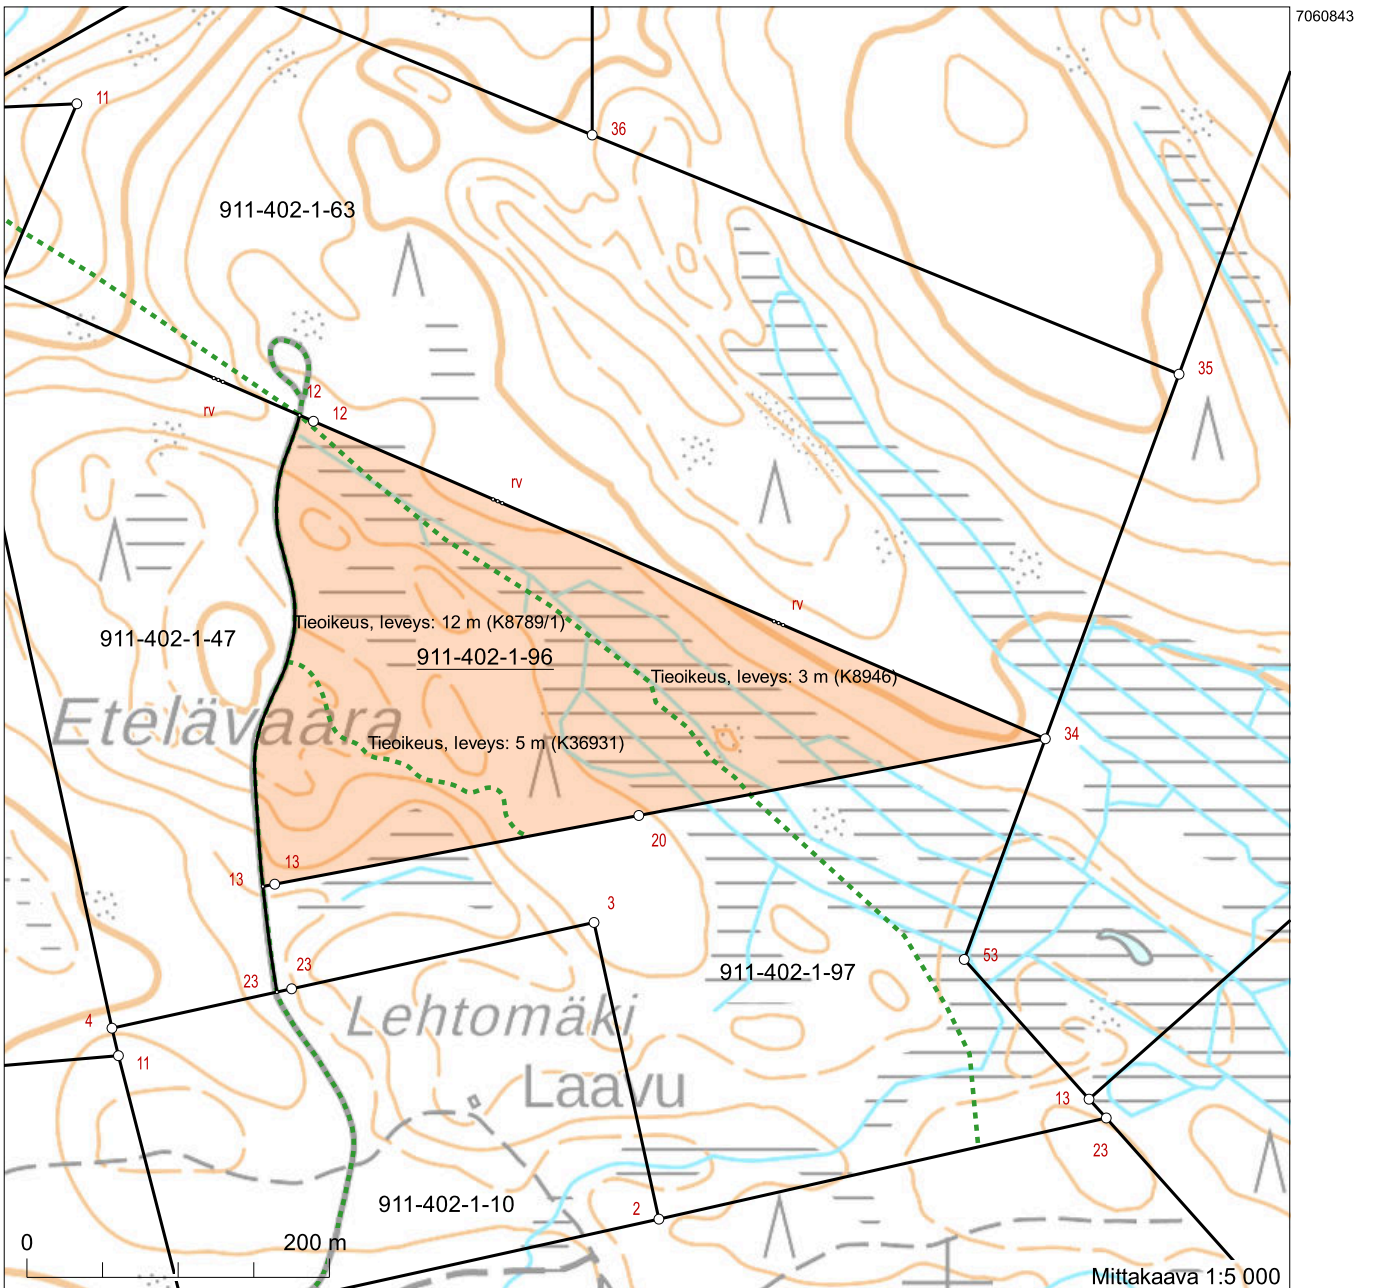 7060843
11
36
911-402-1-63
35
12
12
rv
rv
rv
Tieoikeus, leveys: 12 m (K8789/1)
911-402-1-47
911-402-1-96
Tieoikeus, leveys: 3 m (K8946)
Etelävaara
34
Tieoikeus, leveys: 5 m (K36931)
20
13
13
3
53
23
23
911-402-1-97
4
Lehtomäki
11
Laavu
13
23
911-402-1-10
2
0
200 m
Mittakaava 1:5 000